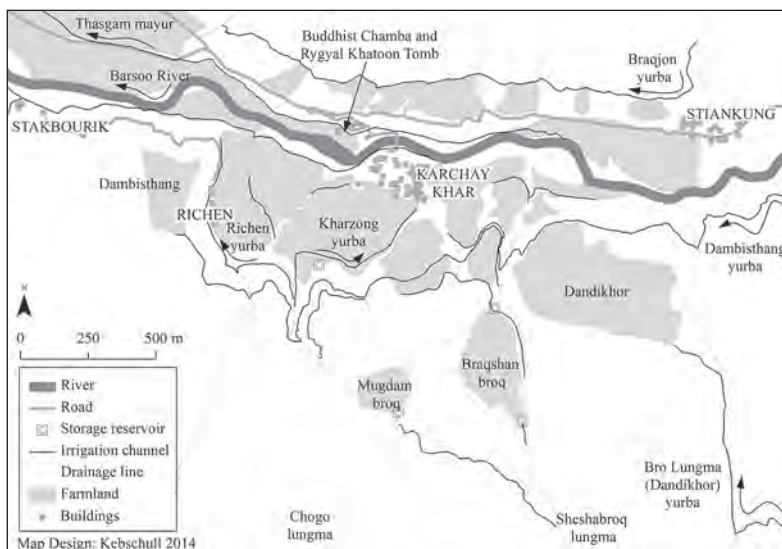 Thasgam mayur
Buddhist Chamba and
Rygyal Khatoon Tomb
Braqjon
yurba
Barsoo River
STIANKUNG
STAKBOURIK
KARCHAY
KHAR
Dambisthang
RICHEN
Richen
yurba
Kharzong
yurba
Dambisthang
yurba
Dandikhor
N
0 250 500 m
Braqshan
broq
Mugdam
broq
River
Road
Storage reservoir
Irrigation channel
Drainage line
Farmland
Buildings
Bro Lungma
(Dandikhor)
yurba
Chogo
lungma
Sheshabroq
lungma
Map Design: Kebschull 2014